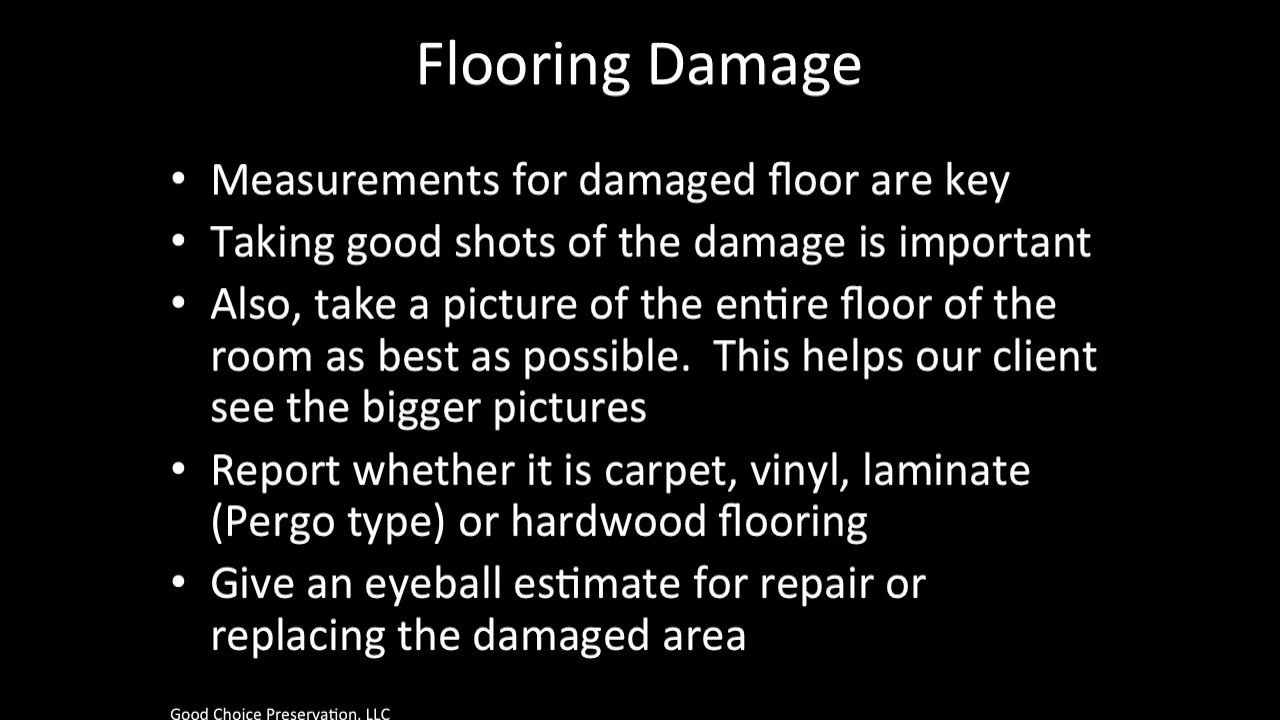 Flooring Damage
• Measurements for damaged floor are key
• Taking good shots of the damage is important
• Also, take a picture of the entire floor of the
room as best as possible.  This helps our client
see the bigger pictures
• Report whether it is carpet, vinyl, laminate
(Pergo type) or hardwood flooring
• Give an eyeball estimate for repair or
replacing the damaged area
Good Choice Preservation, LLC